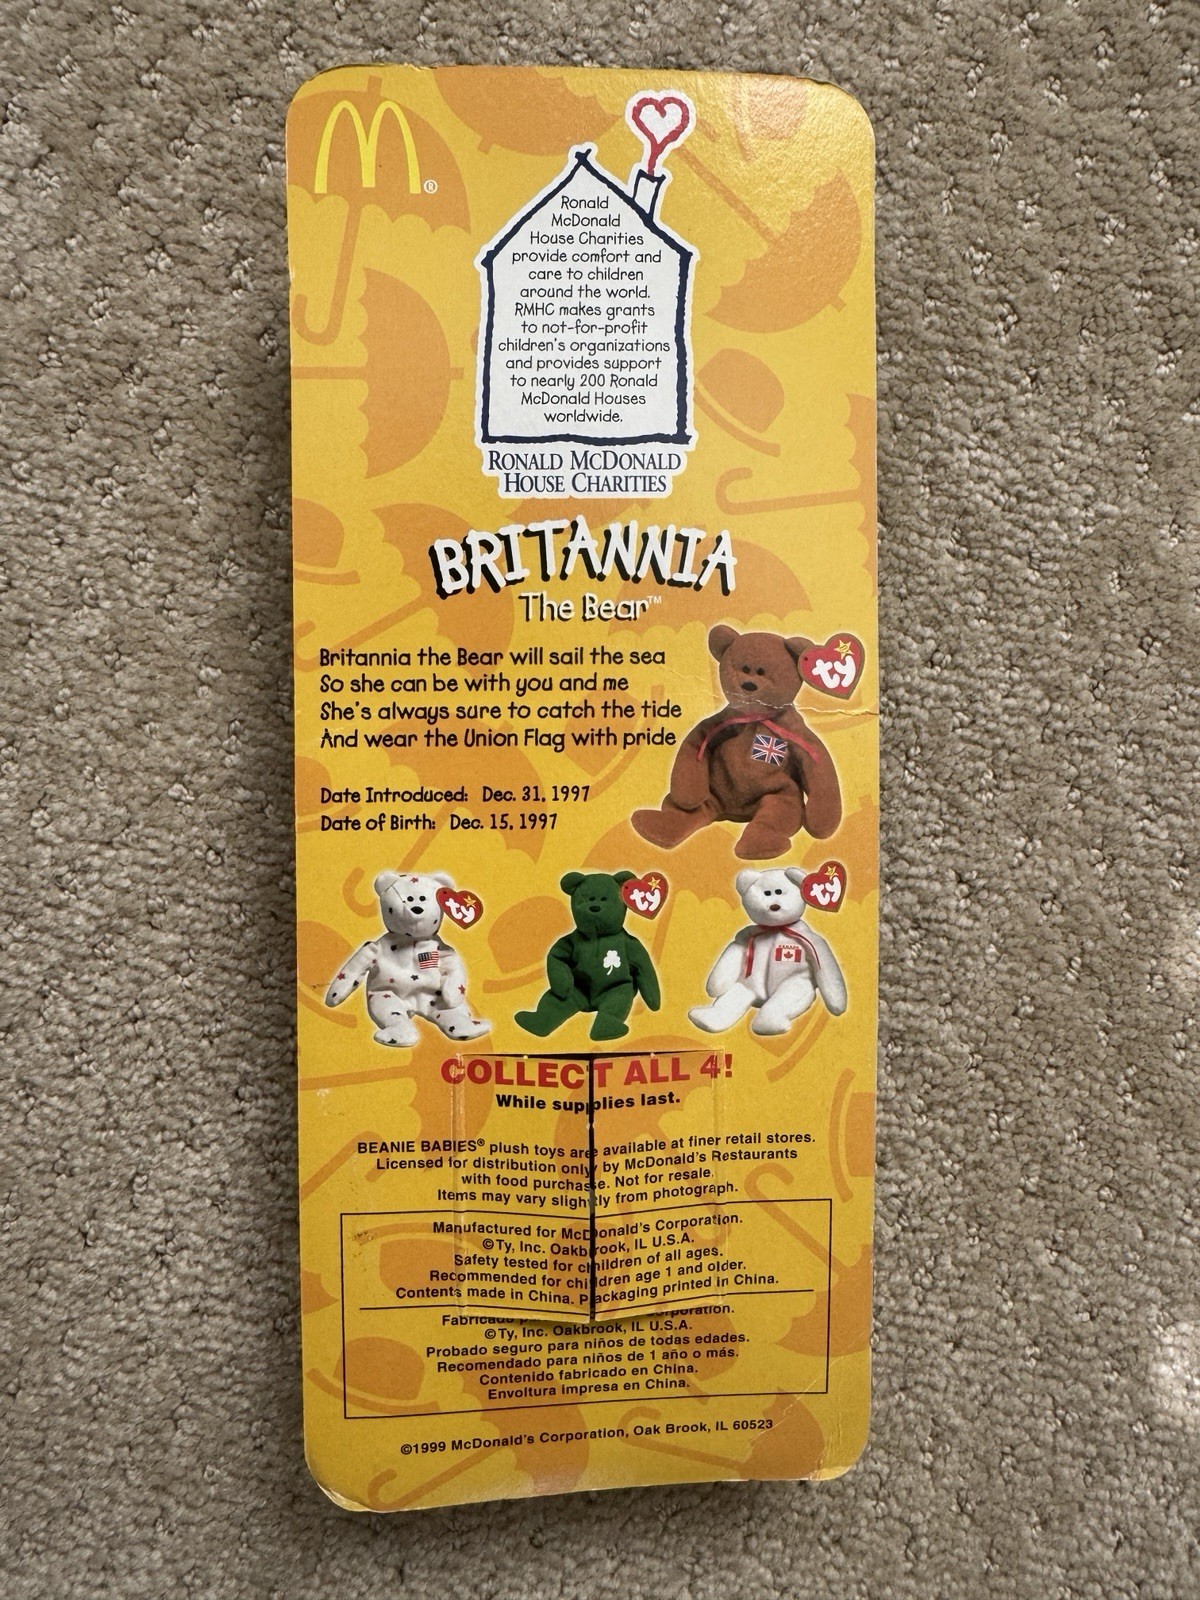 ®
Ronald
McDonald
House Charities
provide comfort and
care to children
around the world.
RMHC makes grants
to not-for-profit
children's organizations
and provides support
to nearly 200 Ronald
McDonald Houses
worldwide.
RONALD MCDONALD
HOUSE CHARITIES
BRITANNIA
The Bear™
Britannia the Bear will sail the sea
So she can be with you and me
She's always sure to catch the tide
And wear the Union Flag with pride
ty
Date Introduced: Dec. 31, 1997
Date of Birth: Dec. 15, 1997
ty
ty
ty
CANADA
COLLECT ALL 4!
While supplies last.
BEANIE BABIES® plush toys are available at finer retail stores.
Licensed for distribution only by McDonald's Restaurants
with food purchase. Not for resale.
Items may vary slightly from photograph.
Manufactured for McDonald's Corporation.
©Ty, Inc. Oakbrook, IL U.S.A.
Safety tested for children of all ages.
Recommended for children age 1 and older.
Contents made in China. Packaging printed in China.
Corporation.
©Ty, Inc. Oakbrook, IL U.S.A.
Probado seguro para niños de todas edades.
Recomendado para niños de 1 año o más.
Contenido fabricado en China.
Envoltura impresa en China.
©1999 McDonald's Corporation, Oak Brook, IL 60523